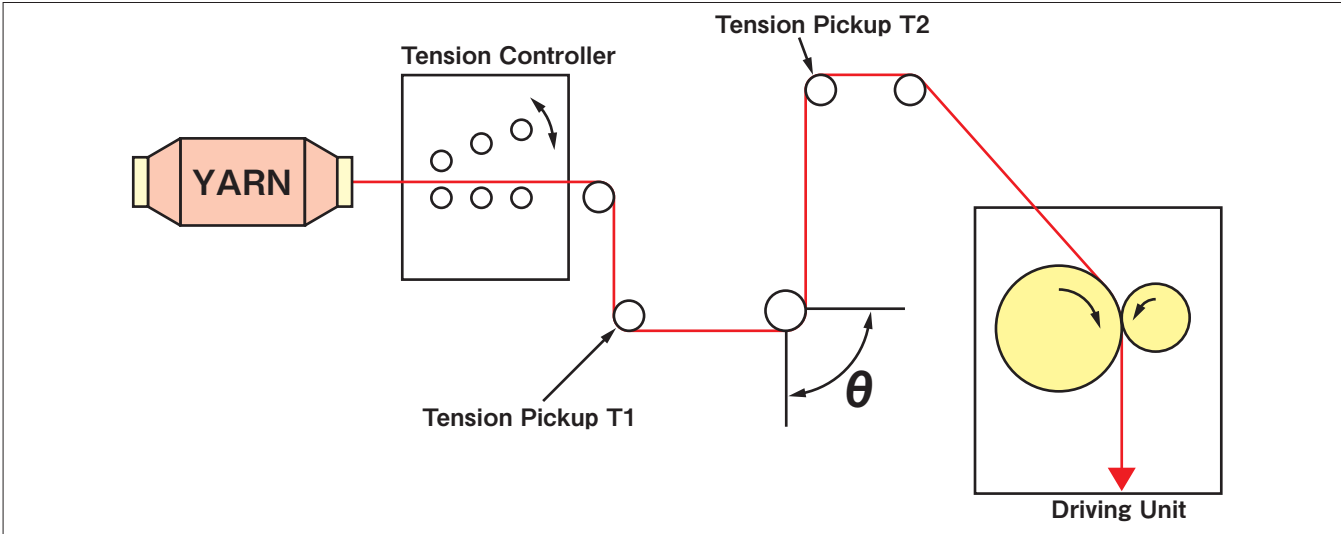 Tension Pickup T2
Tension Controller
YARN
θ
Tension Pickup T1
Driving Unit